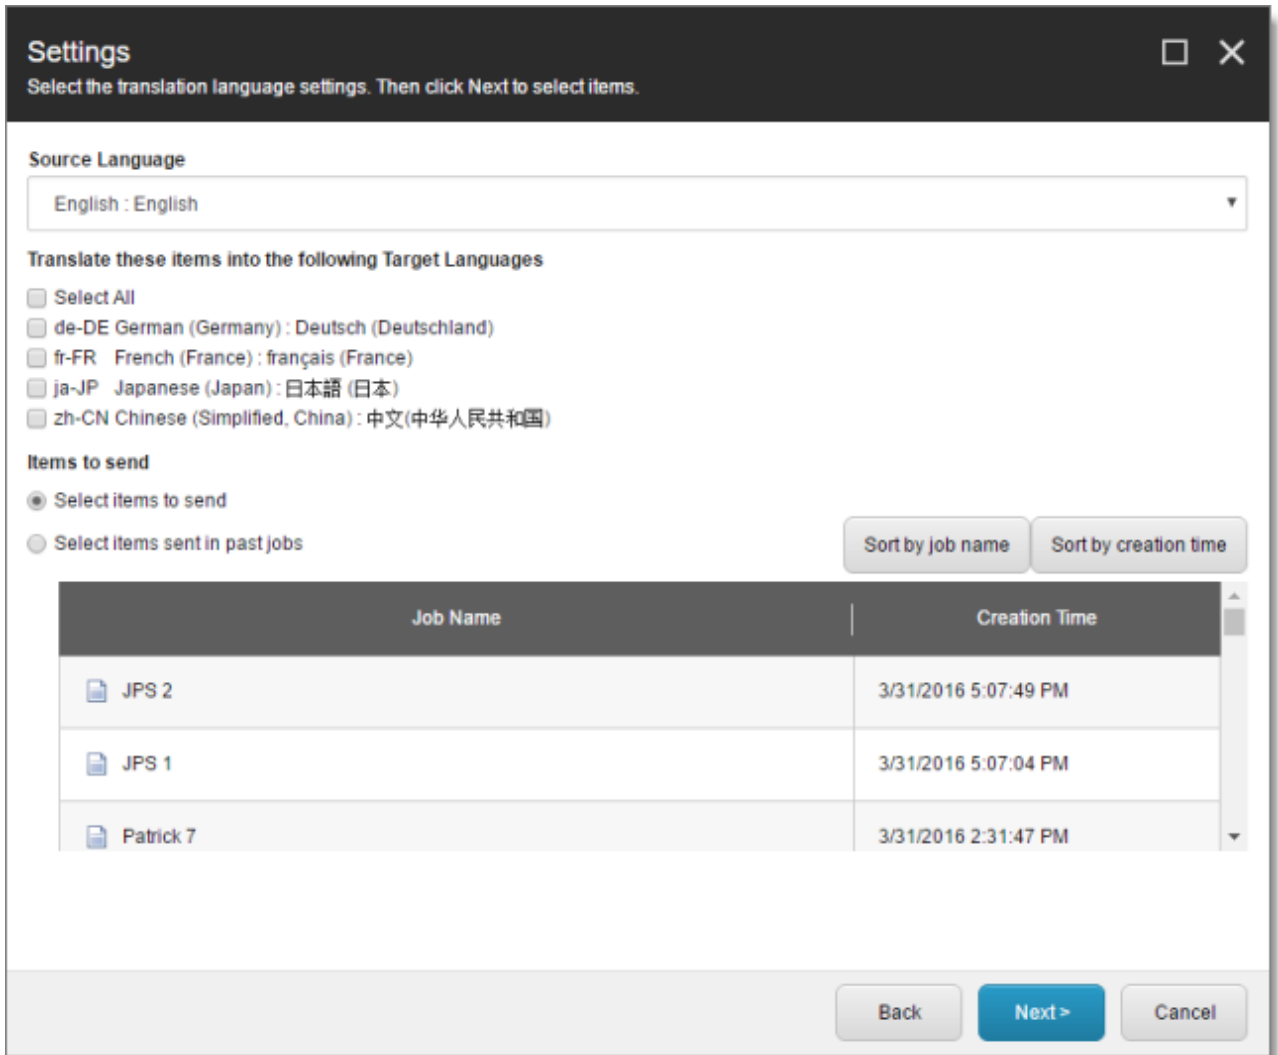 Settings
Select the translation language settings. Then click Next to select items.
Source Language
English : English
Translate these items into the following Target Languages
Select All
de-DE German (Germany) : Deutsch (Deutschland)
fr-FR French (France) : français (France)
ja-JP Japanese (Japan) : 日本語 (日本)
zh-CN Chinese (Simplified, China) : 中文(中华人民共和国)
Items to send
Select items to send
Select items sent in past jobs
Sort by job name Sort by creation time
Job Name Creation Time
JPS 2 3/31/2016 5:07:49 PM
JPS 1 3/31/2016 5:07:04 PM
Patrick 7 3/31/2016 2:31:47 PM
Back Next > Cancel